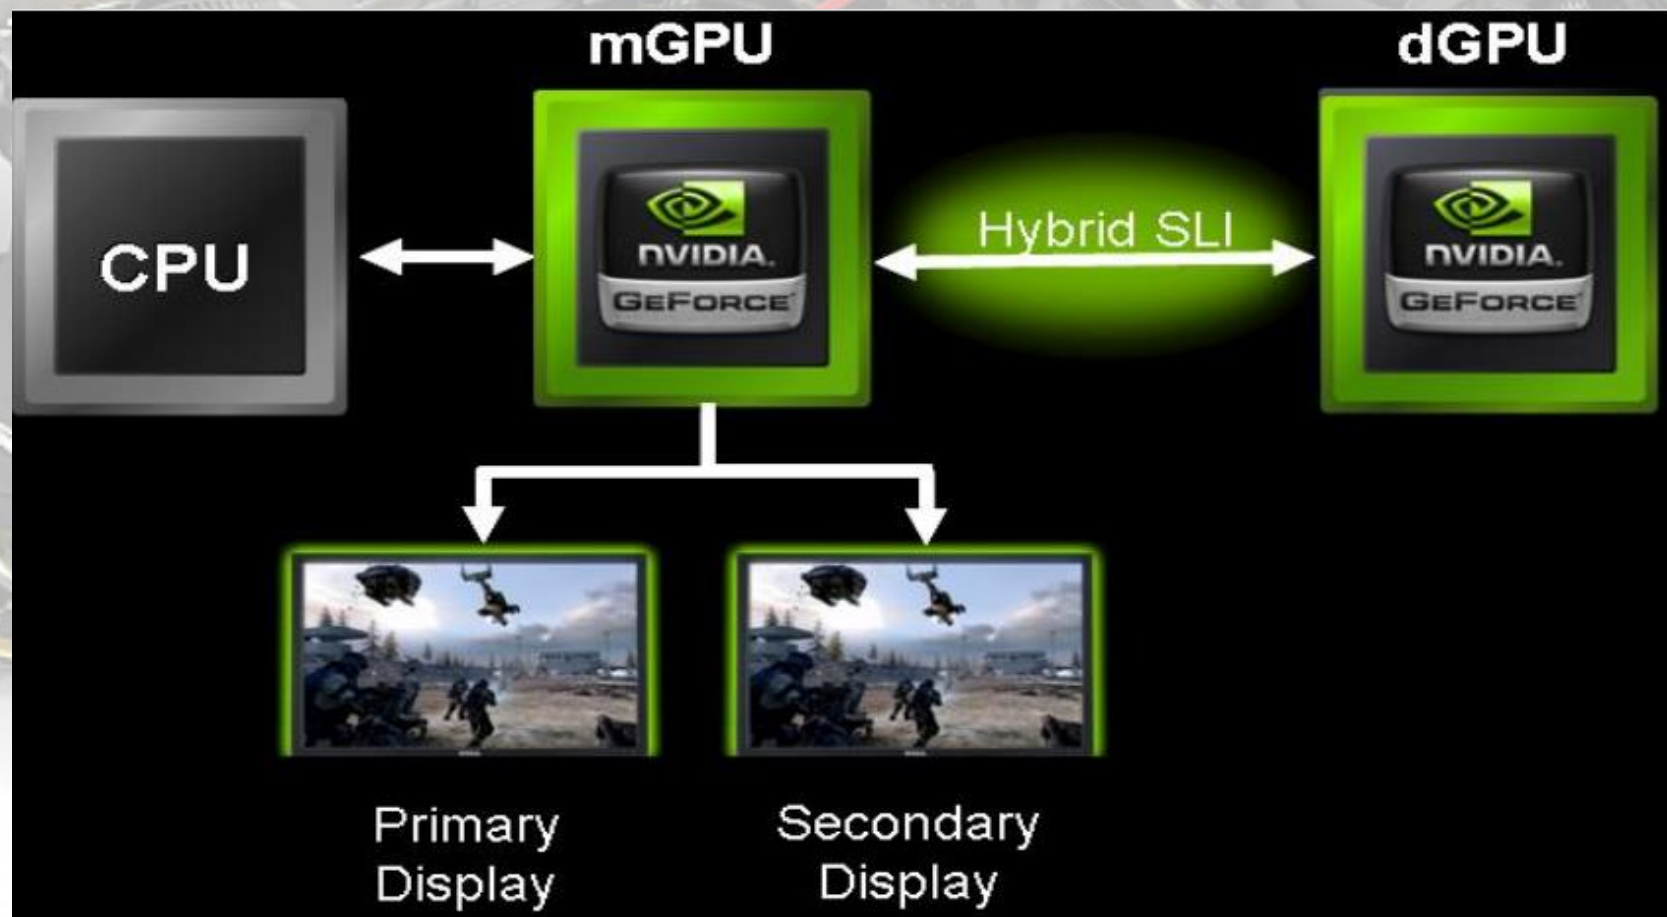 mGPU
dGPU
CPU
NVIDIA.
GEFORCE
Hybrid SLI
NVIDIA.
GEFORCE
Primary
Display
Secondary
Display